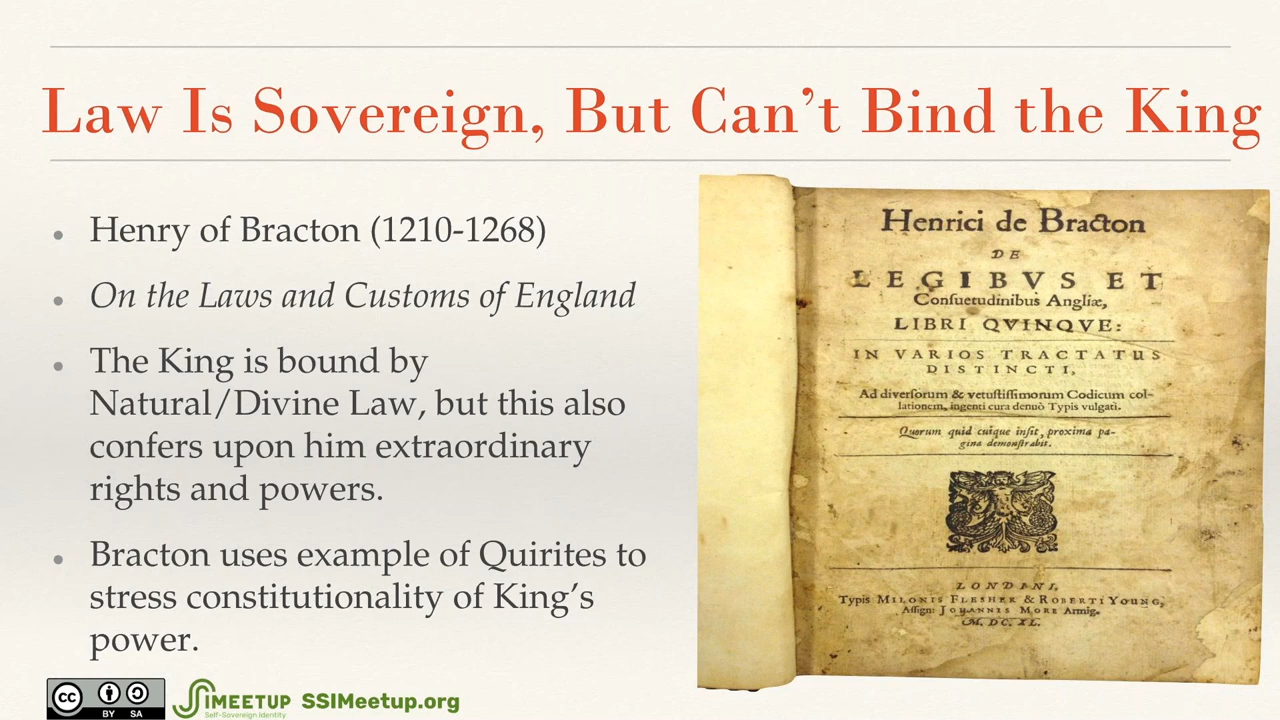 Law Is Sovereign, But Can’t Bind the King
• Henry of Bracton (1210-1268)
• On the Laws and Customs of England
• The King is bound by
Natural/Divine Law, but this also
confers upon him extraordinary
rights and powers.
• Bracton uses example of Quirites to
stress constitutionality of King’s
power.
Henrici de Bracton
DE
LEGIBVS ET
Conſuetudinibus Angliæ,
LIBRI QVINQVE:
IN VARIOS TRACTATUS
DISTINCTI,
Ad diverſorum & vetuſtiſſimorum Codicum col-
lationem, ingenti cura denuò Typis vulgati.
Quorum quid cuique inſit, proxima pa-
gina demonſtrabit.
LONDINI,
Typis MILONIS FLESHER & ROBERTI YOUNG,
Aſſign: JOHANNIS MORE Armig.
M. DC. XL.
cc BY SA
SSIMEETUP SSIMeetup.org
Self-Sovereign Identity